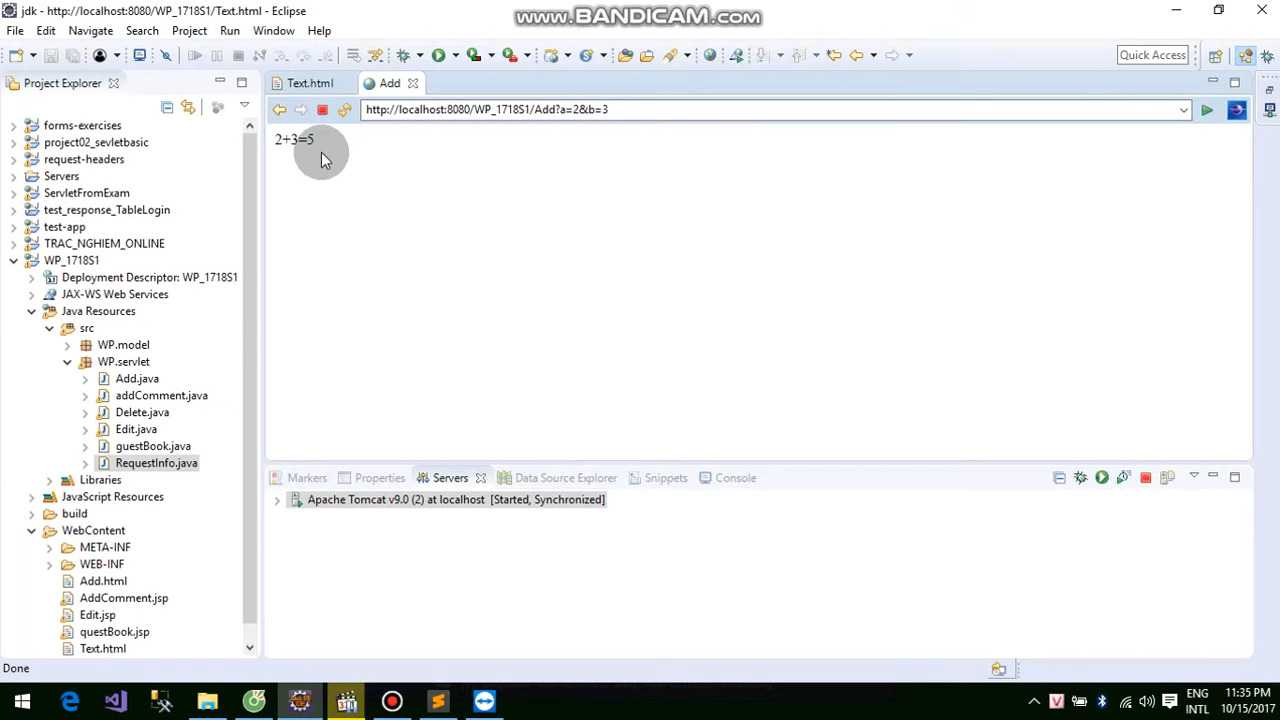 jdk - http://localhost:8080/WP_1718S1/Text.html - Eclipse
www.BANDICAM.com
File Edit Navigate Search Project Run Window Help
Quick Access
Project Explorer
Text.html
Add
http://localhost:8080/WP_1718S1/Add?a=2&b=3
2+3=5
forms-exercises
project02_sevletbasic
request-headers
Servers
ServletFromExam
test_response_TableLogin
test-app
TRAC_NGHIEM_ONLINE
WP_1718S1
Deployment Descriptor: WP_1718S1
JAX-WS Web Services
Java Resources
src
WP.model
WP.servlet
Add.java
addComment.java
Delete.java
Edit.java
guestBook.java
RequestInfo.java
Libraries
JavaScript Resources
build
WebContent
META-INF
WEB-INF
Add.html
AddComment.jsp
Edit.jsp
guestBook.jsp
Text.html
Markers Properties Servers Data Source Explorer Snippets Console
Apache Tomcat v9.0 (2) at localhost [Started, Synchronized]
Done
ENG
INTL
11:35 PM
10/15/2017